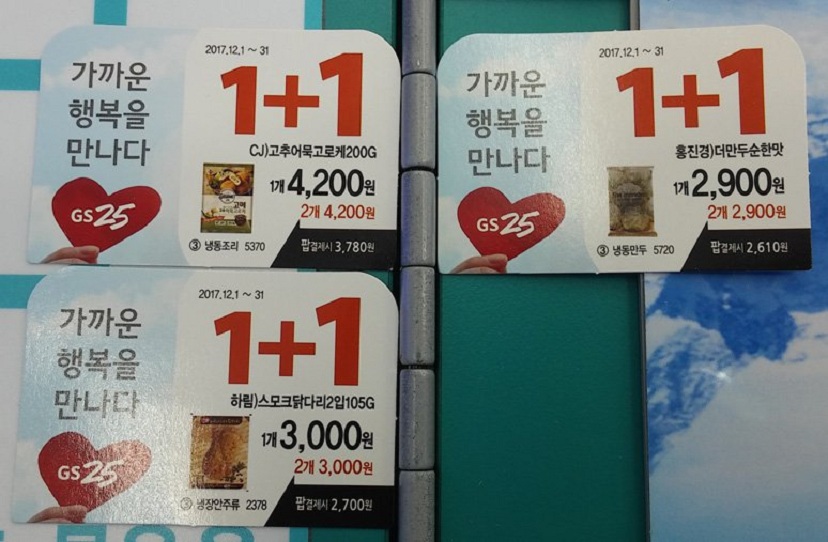 가까운
행복을
만나다
GS25
2017.12.1 ~ 31
1+1
CJ)고추어묵고로케200G
1개 4,200원
2개 4,200원
③ 냉동조리 5370
팝결제시 3,780원
가까운
행복을
만나다
GS25
2017.12.1 ~ 31
1+1
홍진경)더만두순한맛
1개 2,900원
2개 2,900원
③ 냉동만두 5720
팝결제시 2,610원
가까운
행복을
만나다
GS25
2017.12.1 ~ 31
1+1
하림)스모크닭다리2입105G
1개 3,000원
2개 3,000원
③ 냉장안주류 2378
팝결제시 2,700원